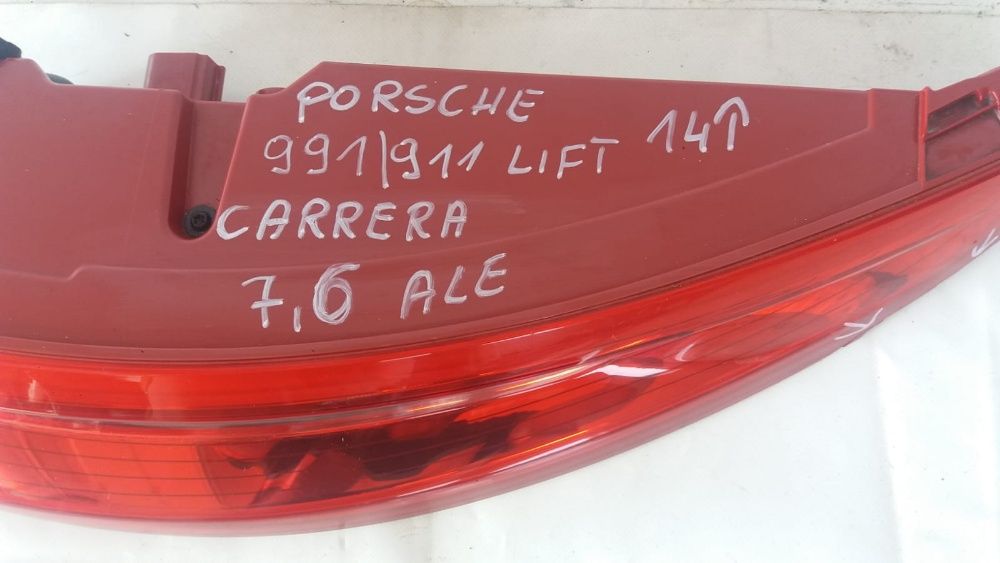 PORSCHE
991/911 LIFT 14↑
CARRERA
7,6 ALE